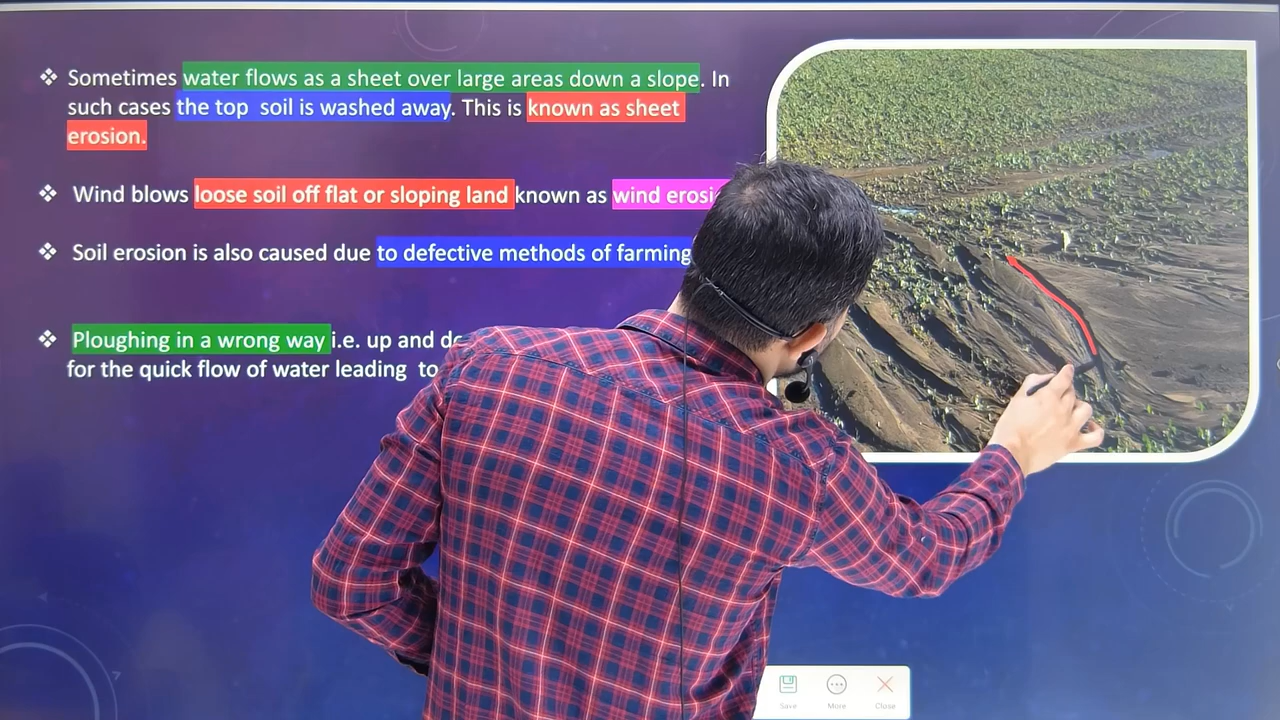 ❖ Sometimes water flows as a sheet over large areas down a slope. In
such cases the top soil is washed away. This is known as sheet
erosion.
❖ Wind blows loose soil off flat or sloping land known as wind
❖ Soil erosion is also caused due to defective methods of farming
❖ Ploughing in a wrong way i.e. up and
for the quick flow of water leading to
Save More Close